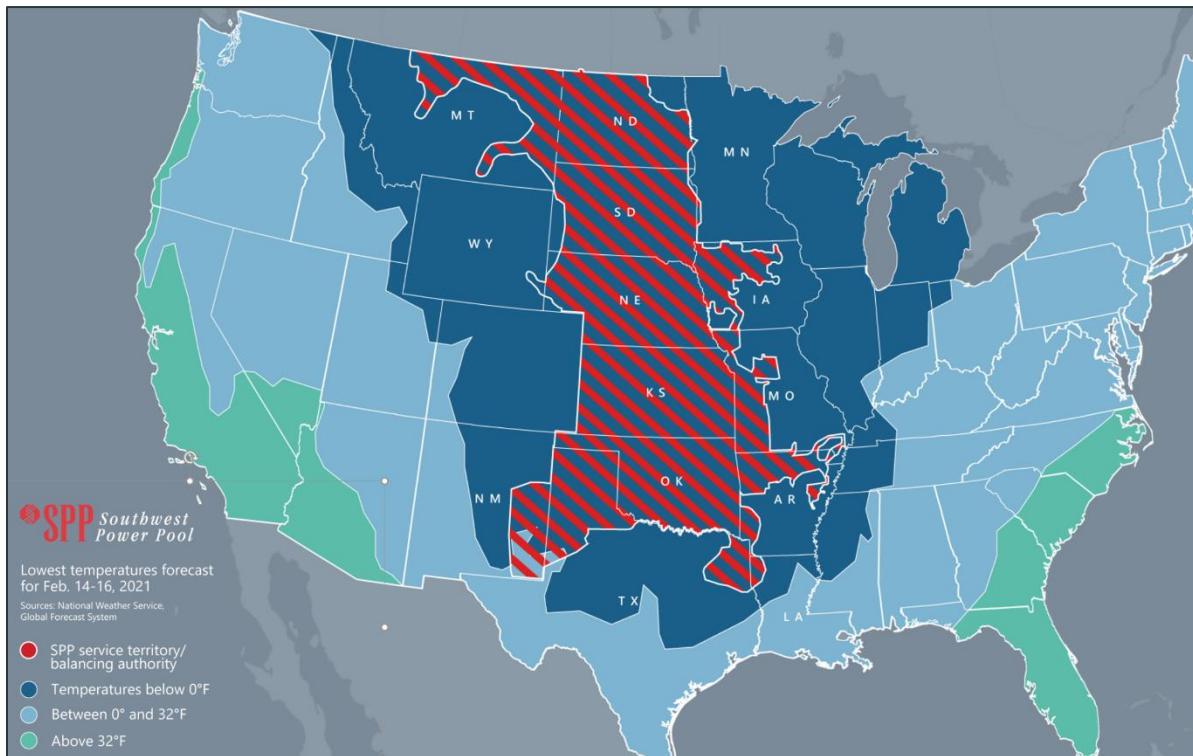 MT
ND
MN
SD
WY
NE
IA
KS
MO
NM
OK
AR
TX
LA
SPP Southwest
Power Pool
Lowest temperatures forecast
for Feb. 14-16, 2021
Sources: National Weather Service,
Global Forecast System
SPP service territory/
balancing authority
Temperatures below 0°F
Between 0° and 32°F
Above 32°F